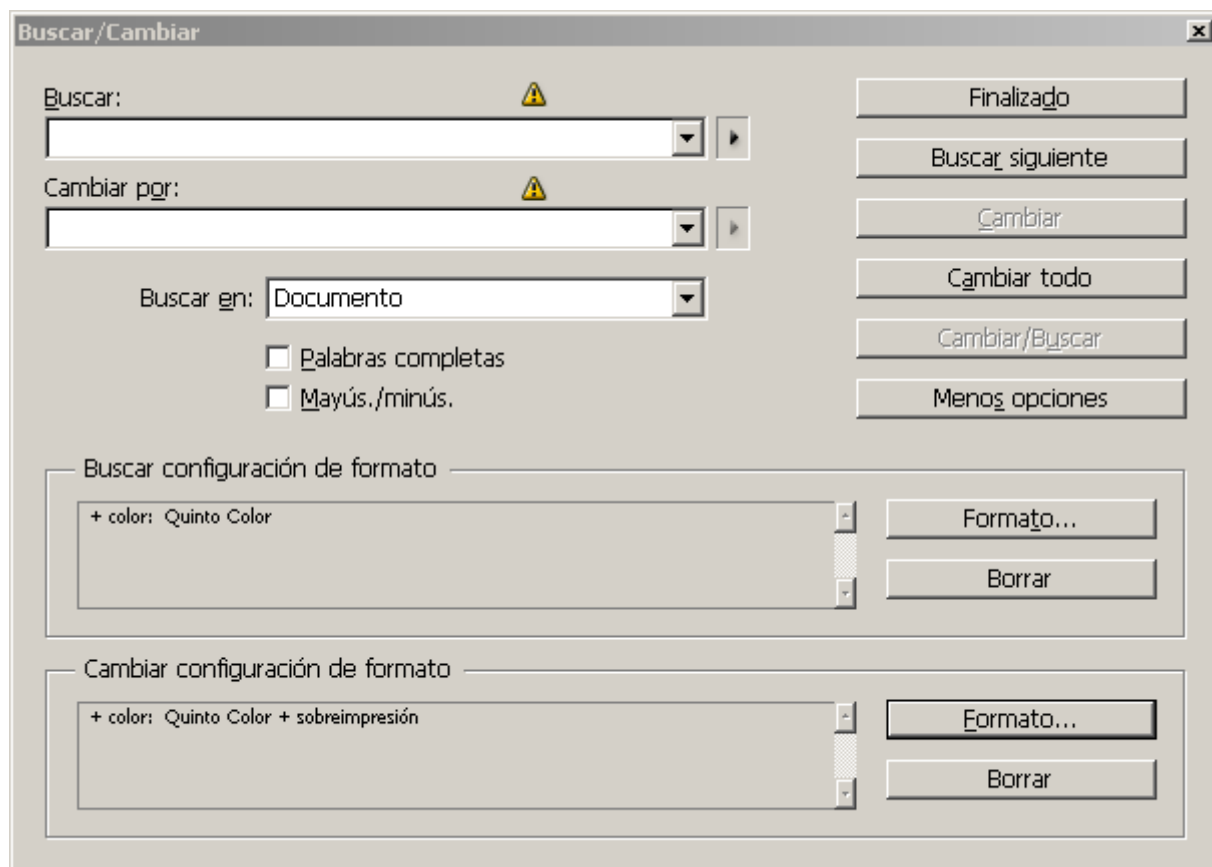 Buscar/Cambiar
Buscar:
Finalizado
Buscar siguiente
Cambiar por:
Cambiar
Buscar en: Documento
Cambiar todo
Palabras completas
Cambiar/Buscar
Mayús./minús.
Menos opciones
Buscar configuración de formato
+ color: Quinto Color
Formato...
Borrar
Cambiar configuración de formato
+ color: Quinto Color + sobreimpresión
Formato...
Borrar